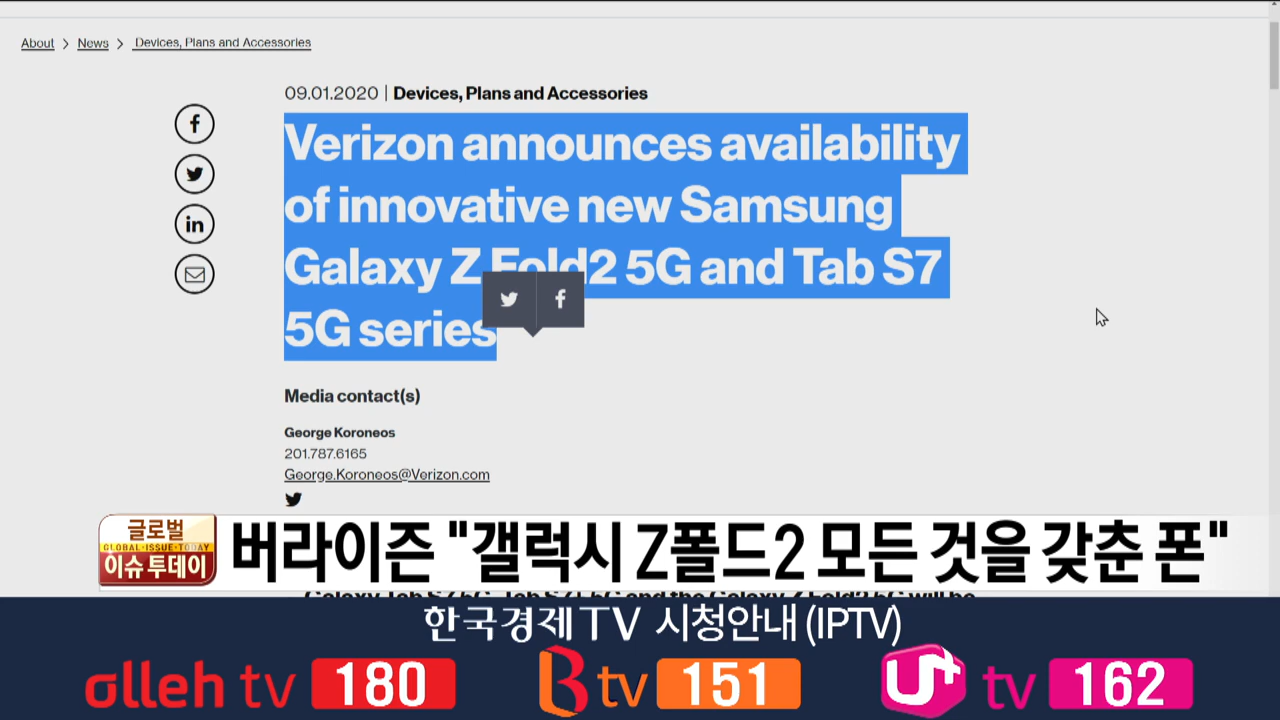 About > News > Devices, Plans and Accessories
09.01.2020 | Devices, Plans and Accessories
Verizon announces availability
of innovative new Samsung
Galaxy Z Fold2 5G and Tab S7
5G series
Media contact(s)
George Koroneos
201.787.6165
George.Koroneos@Verizon.com
글로벌
GLOBAL·ISSUE·TODAY
이슈 투데이
버라이즌 "갤럭시 Z폴드2 모든 것을 갖춘 폰"
한국경제TV 시청안내 (IPTV)
olleh tv 180 B tv 151 U+ tv 162